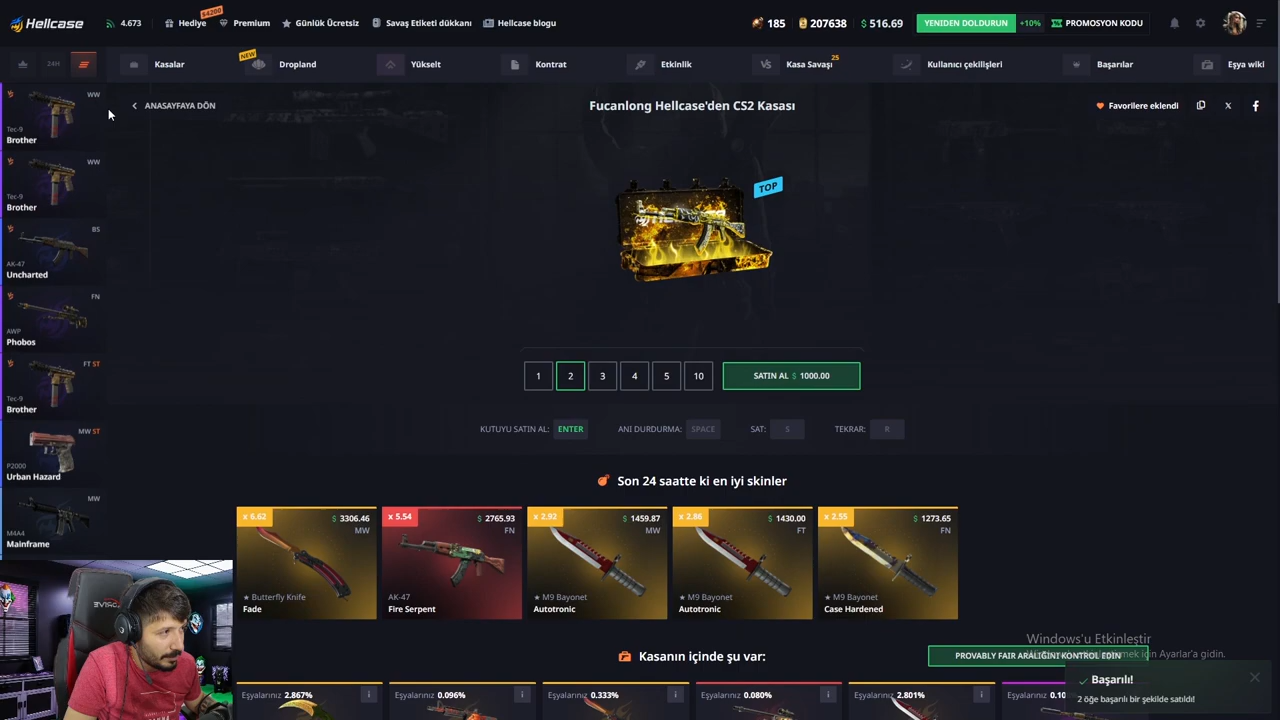 Hellcase
4.673
Hediye
$4200
Premium
Günlük Ücretsiz
Savaş Etiketi dükkanı
Hellcase blogu
185
207638
$ 516.69
YENİDEN DOLDURUN
+10%
PROMOSYON KODU
24H
Kasalar
NEW
Dropland
Yükselt
Kontrat
Etkinlik
VS
Kasa Savaşı
25
Kullanıcı çekilişleri
Başarılar
Eşya wiki
WW
Tec-9
Brother
WW
Tec-9
Brother
BS
AK-47
Uncharted
FN
AWP
Phobos
FT ST
Tec-9
Brother
MW ST
P2000
Urban Hazard
MW
M4A4
Mainframe
ANASAYFAYA DÖN
Fucanlong Hellcase'den CS2 Kasası
Favorilere eklendi
TOP
1
2
3
4
5
10
SATIN AL $ 1000.00
KUTUYU SATIN AL: ENTER
ANI DURDURMA: SPACE
SAT: S
TEKRAR: R
Son 24 saatte ki en iyi skinler
x 6.62
$ 3306.46
MW
★ Butterfly Knife
Fade
x 5.54
$ 2765.93
FN
AK-47
Fire Serpent
x 2.92
$ 1459.87
MW
★ M9 Bayonet
Autotronic
x 2.86
$ 1430.00
FT
★ M9 Bayonet
Autotronic
x 2.55
$ 1273.65
FN
★ M9 Bayonet
Case Hardened
Kasanın içinde şu var:
PROVABLY FAIR ARALIĞINI KONTROL EDİN
Windows'u Etkinleştir
için Ayarlar'a gidin.
Eşyalarınız 2.867%
Eşyalarınız 0.096%
Eşyalarınız 0.333%
Eşyalarınız 0.080%
Eşyalarınız 2.801%
Eşyalarınız
Başarılı!
2 öğe başarılı bir şekilde satıldı!